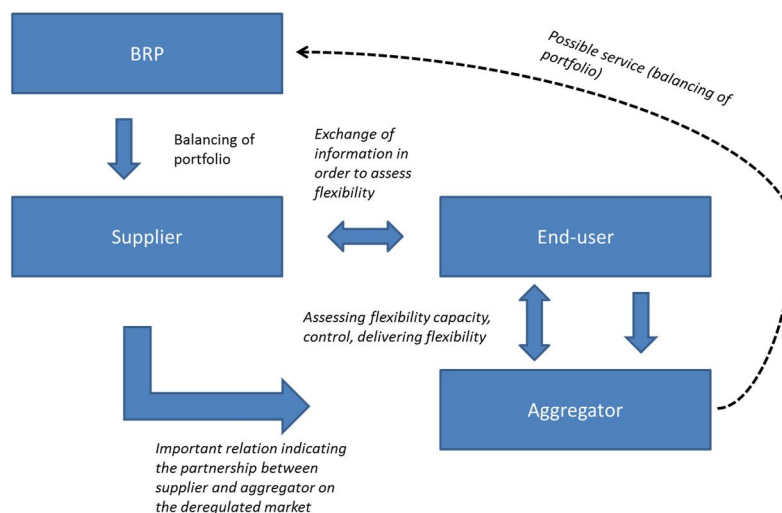 BRP
Possible service (balancing of
portfolio)
Balancing of
portfolio
Exchange of
information in
order to assess
flexibility
Supplier
End-user
Assessing flexibility capacity,
control, delivering flexibility
Aggregator
Important relation indicating
the partnership between
supplier and aggregator on
the deregulated market